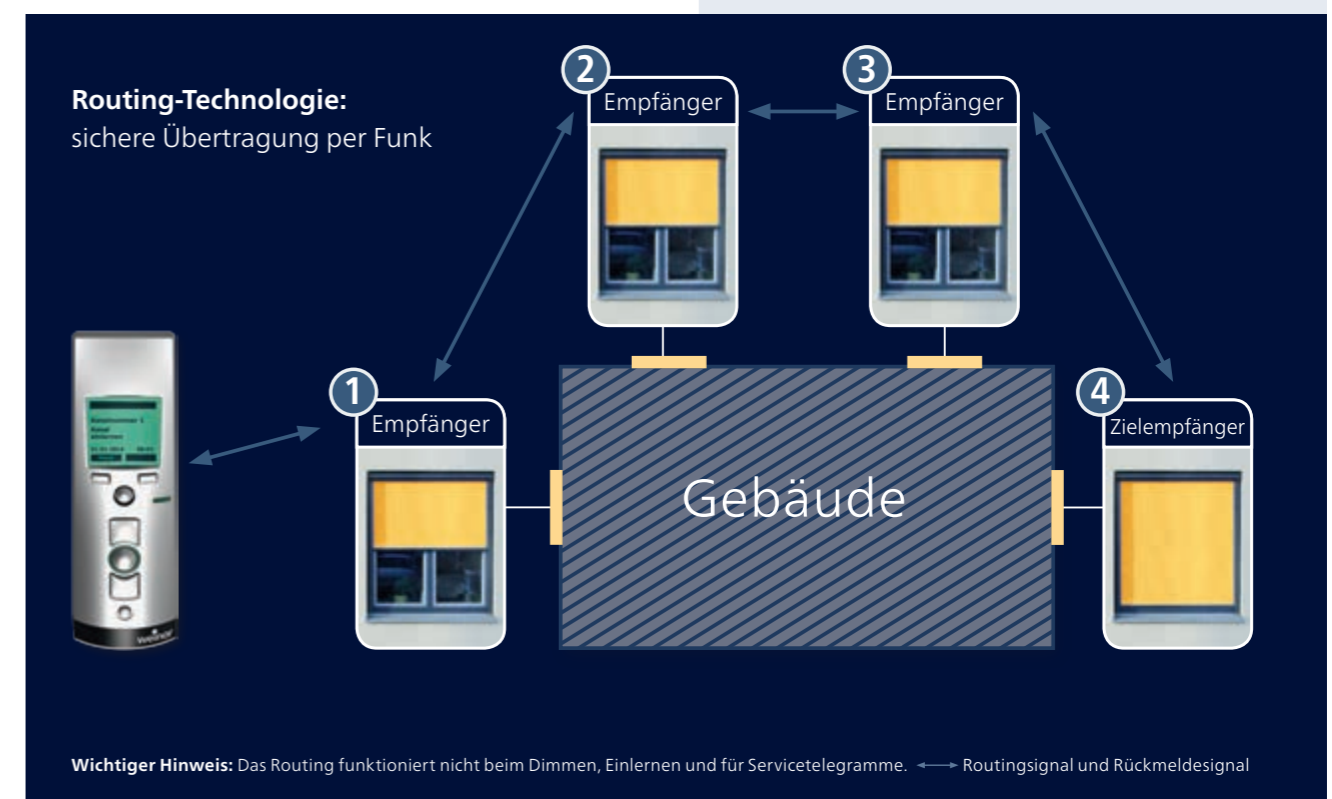 Routing-Technologie:
sichere Übertragung per Funk
2
Empfänger
3
Empfänger
1
Empfänger
4
Zielempfänger
Gebäude
weinor
Wichtiger Hinweis: Das Routing funktioniert nicht beim Dimmen, Einlernen und für Servicetelegramme. Routingsignal und Rückmeldesignal